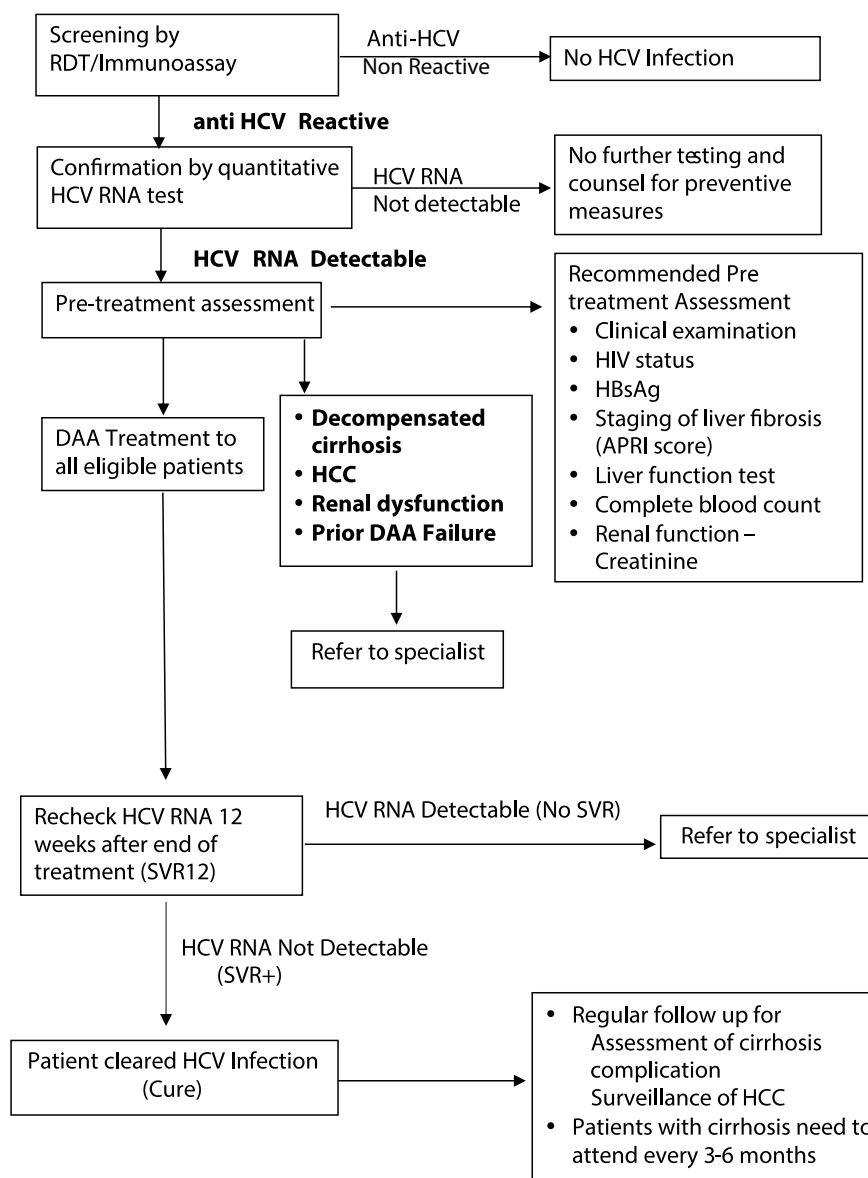 Screening by
RDT/Immunoassay
Anti-HCV
Non Reactive
No HCV Infection
anti HCV Reactive
Confirmation by quantitative
HCV RNA test
HCV RNA
Not detectable
No further testing and
counsel for preventive
measures
HCV RNA Detectable
Pre-treatment assessment
Recommended Pre
treatment Assessment
• Clinical examination
• HIV status
• HBsAg
• Staging of liver fibrosis
(APRI score)
• Liver function test
• Complete blood count
• Renal function –
Creatinine
DAA Treatment to
all eligible patients
• Decompensated
cirrhosis
• HCC
• Renal dysfunction
• Prior DAA Failure
Refer to specialist
Recheck HCV RNA 12
weeks after end of
treatment (SVR12)
HCV RNA Detectable (No SVR)
Refer to specialist
HCV RNA Not Detectable
(SVR+)
Patient cleared HCV Infection
(Cure)
• Regular follow up for
Assessment of cirrhosis
complication
Surveillance of HCC
• Patients with cirrhosis need to
attend every 3-6 months